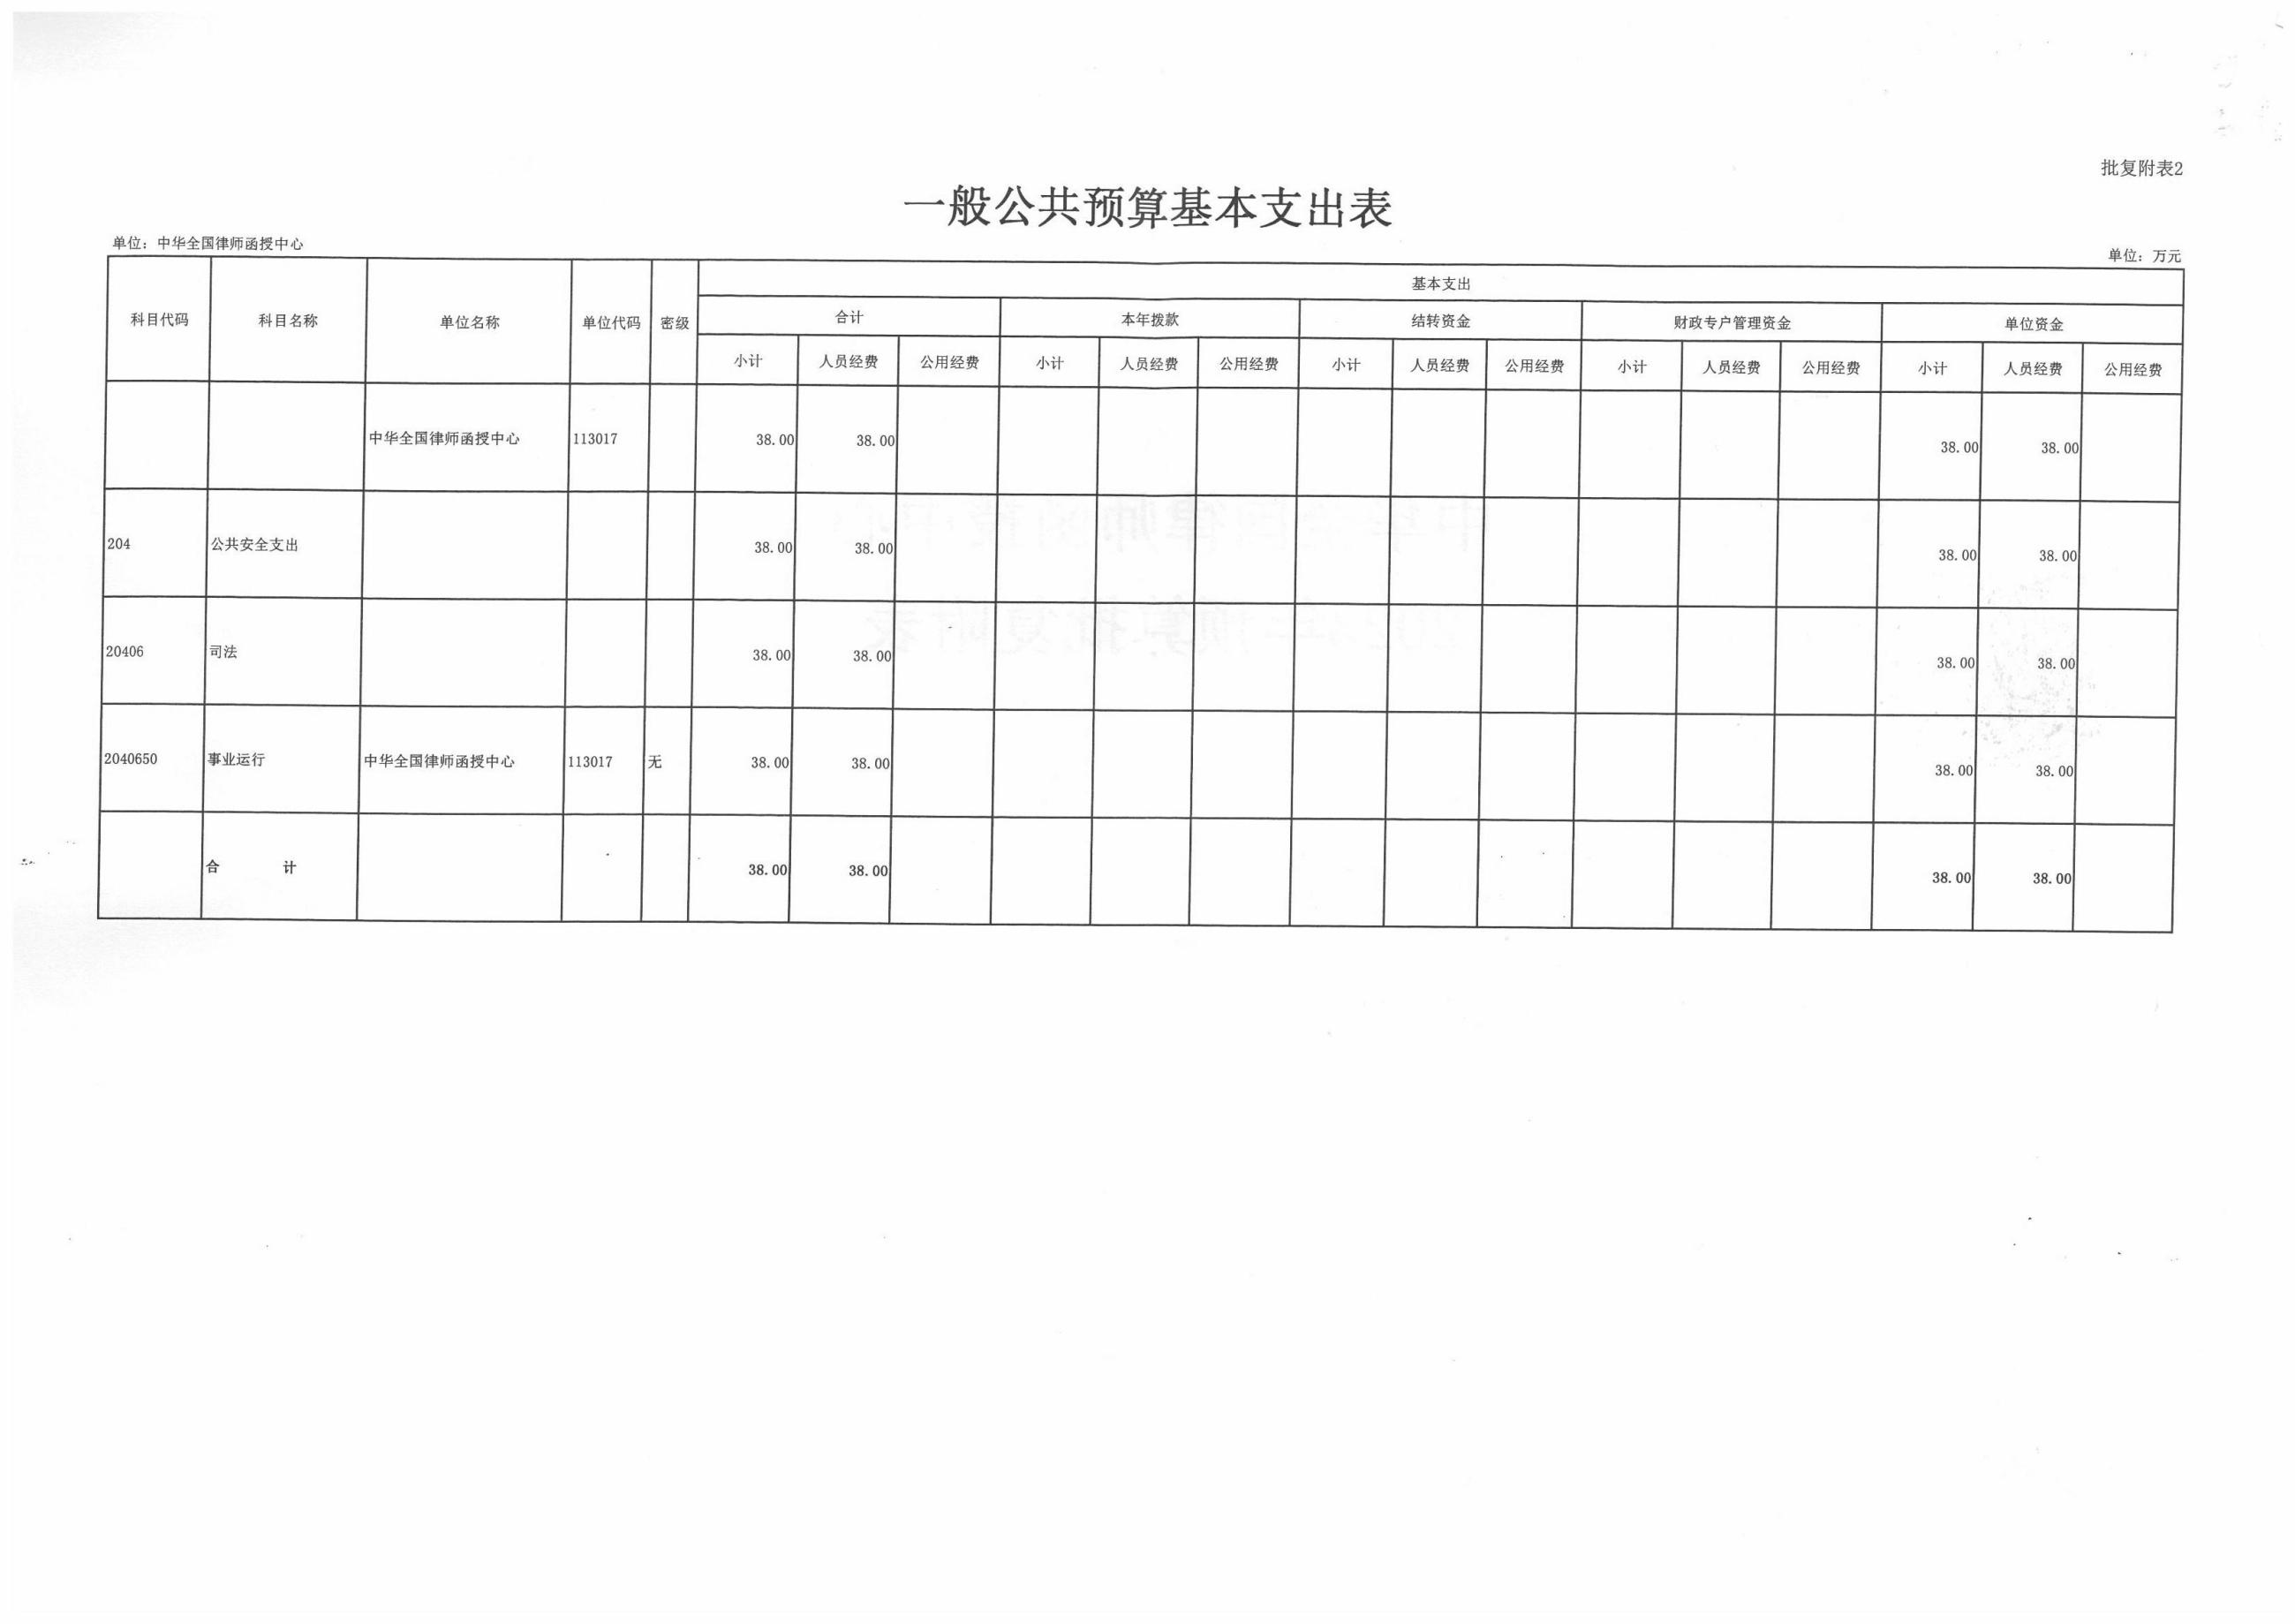 批复附表2
一般公共预算基本支出表
单位：中华全国律师函授中心 单位：万元
科目代码 科目名称 单位名称 单位代码 密级 基本支出
合计 本年拨款 结转资金 财政专户管理资金 单位资金
小计 人员经费 公用经费 小计 人员经费 公用经费 小计 人员经费 公用经费 小计 人员经费 公用经费 小计 人员经费 公用经费
中华全国律师函授中心 113017 38.00 38.00 38.00 38.00
204 公共安全支出 38.00 38.00 38.00 38.00
20406 司法 38.00 38.00 38.00 38.00
2040650 事业运行 中华全国律师函授中心 113017 无 38.00 38.00 38.00 38.00
合 计 38.00 38.00 38.00 38.00